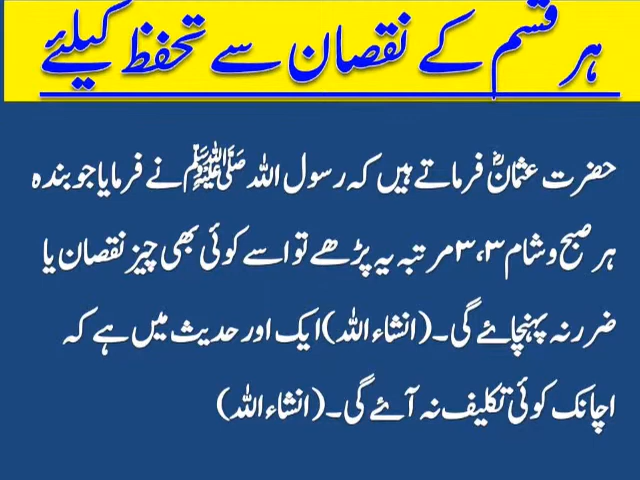 ہر قسم کے نقصان سے تحفظ کیلئے
حضرت عثمانؓ فرماتے ہیں کہ رسول اللہ ﷺ نے فرمایا جو بندہ
ہر صبح و شام ۳،۳ مرتبہ یہ پڑھے تو اسے کوئی بھی چیز نقصان یا
ضرر نہ پہنچائے گی۔ (انشاء اللہ) ایک اور حدیث میں ہے کہ
اچانک کوئی تکلیف نہ آئے گی۔ (انشاء اللہ)